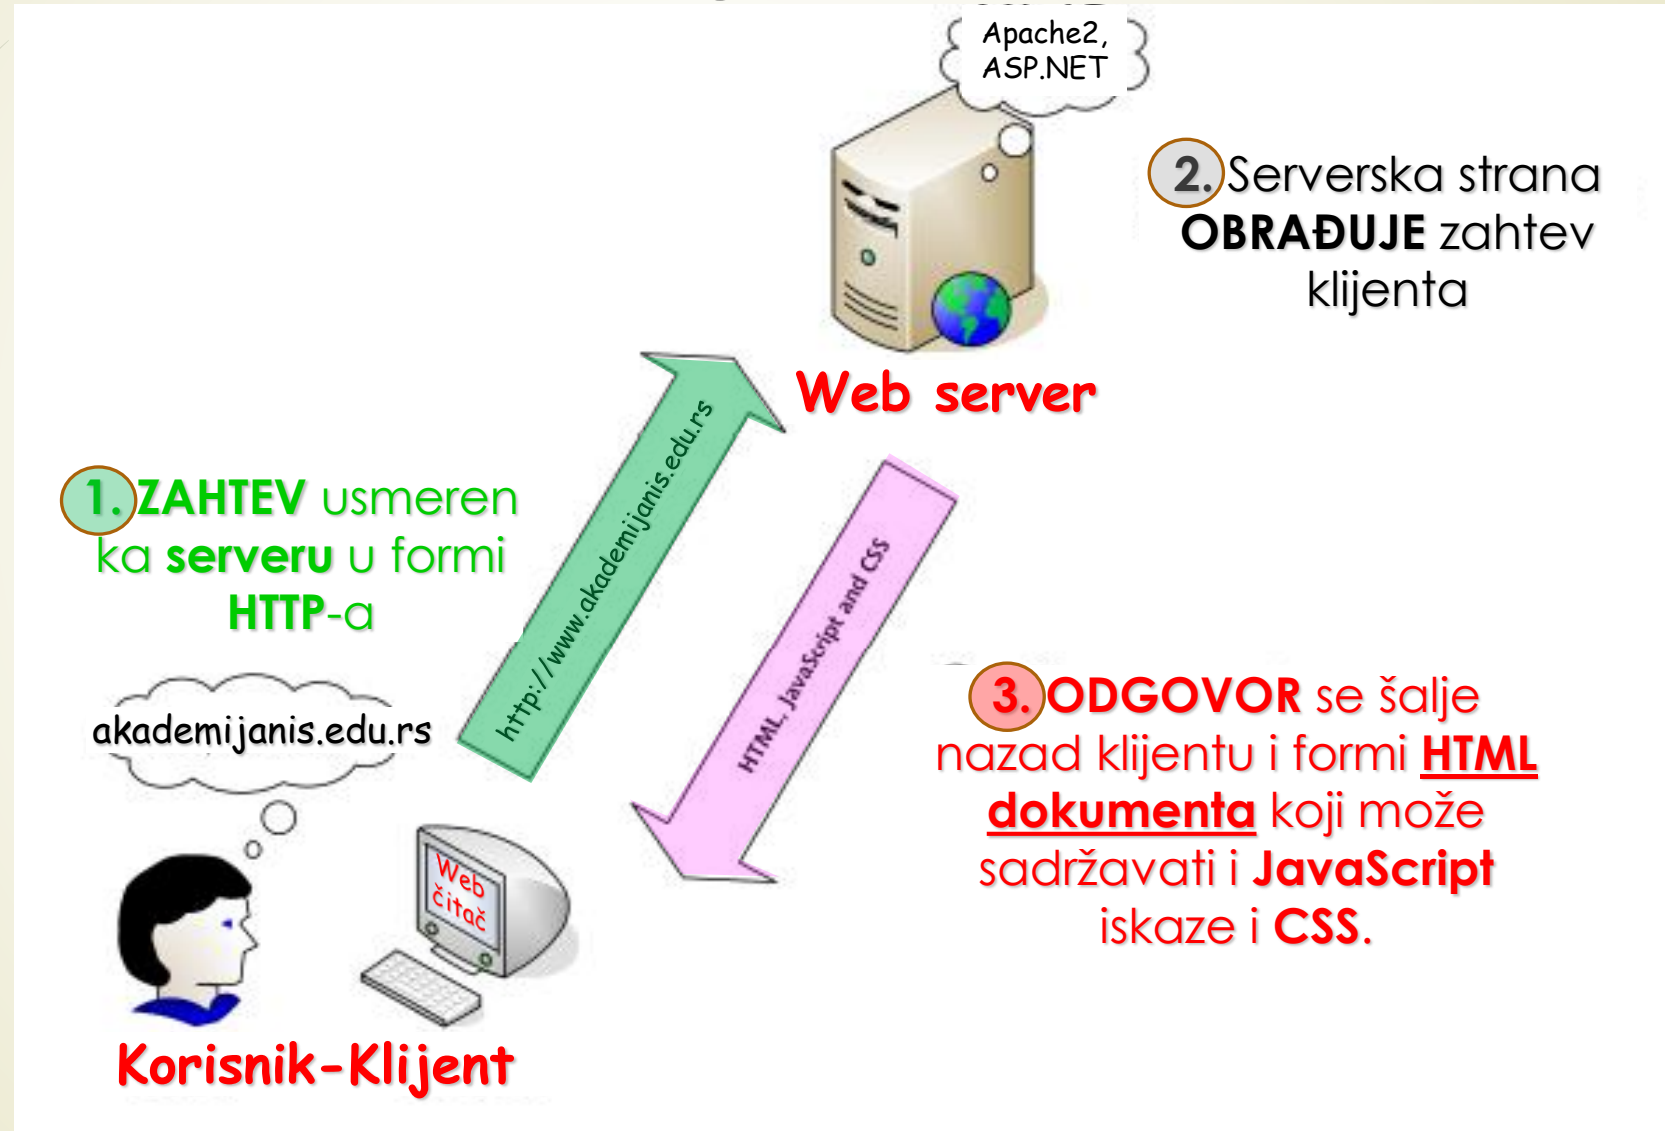 Apache2,
ASP.NET
2. Serverska strana
OBRAĐUJE zahtev
klijenta
Web server
http://www.akademijanis.edu.rs
1. ZAHTEV usmeren
ka serveru u formi
HTTP-a
HTML, JavaScript and CSS
3. ODGOVOR se šalje
nazad klijentu i formi HTML
dokumenta koji može
sadržavati i JavaScript
iskaze i CSS.
akademijanis.edu.rs
Web
čitač
Korisnik-Klijent